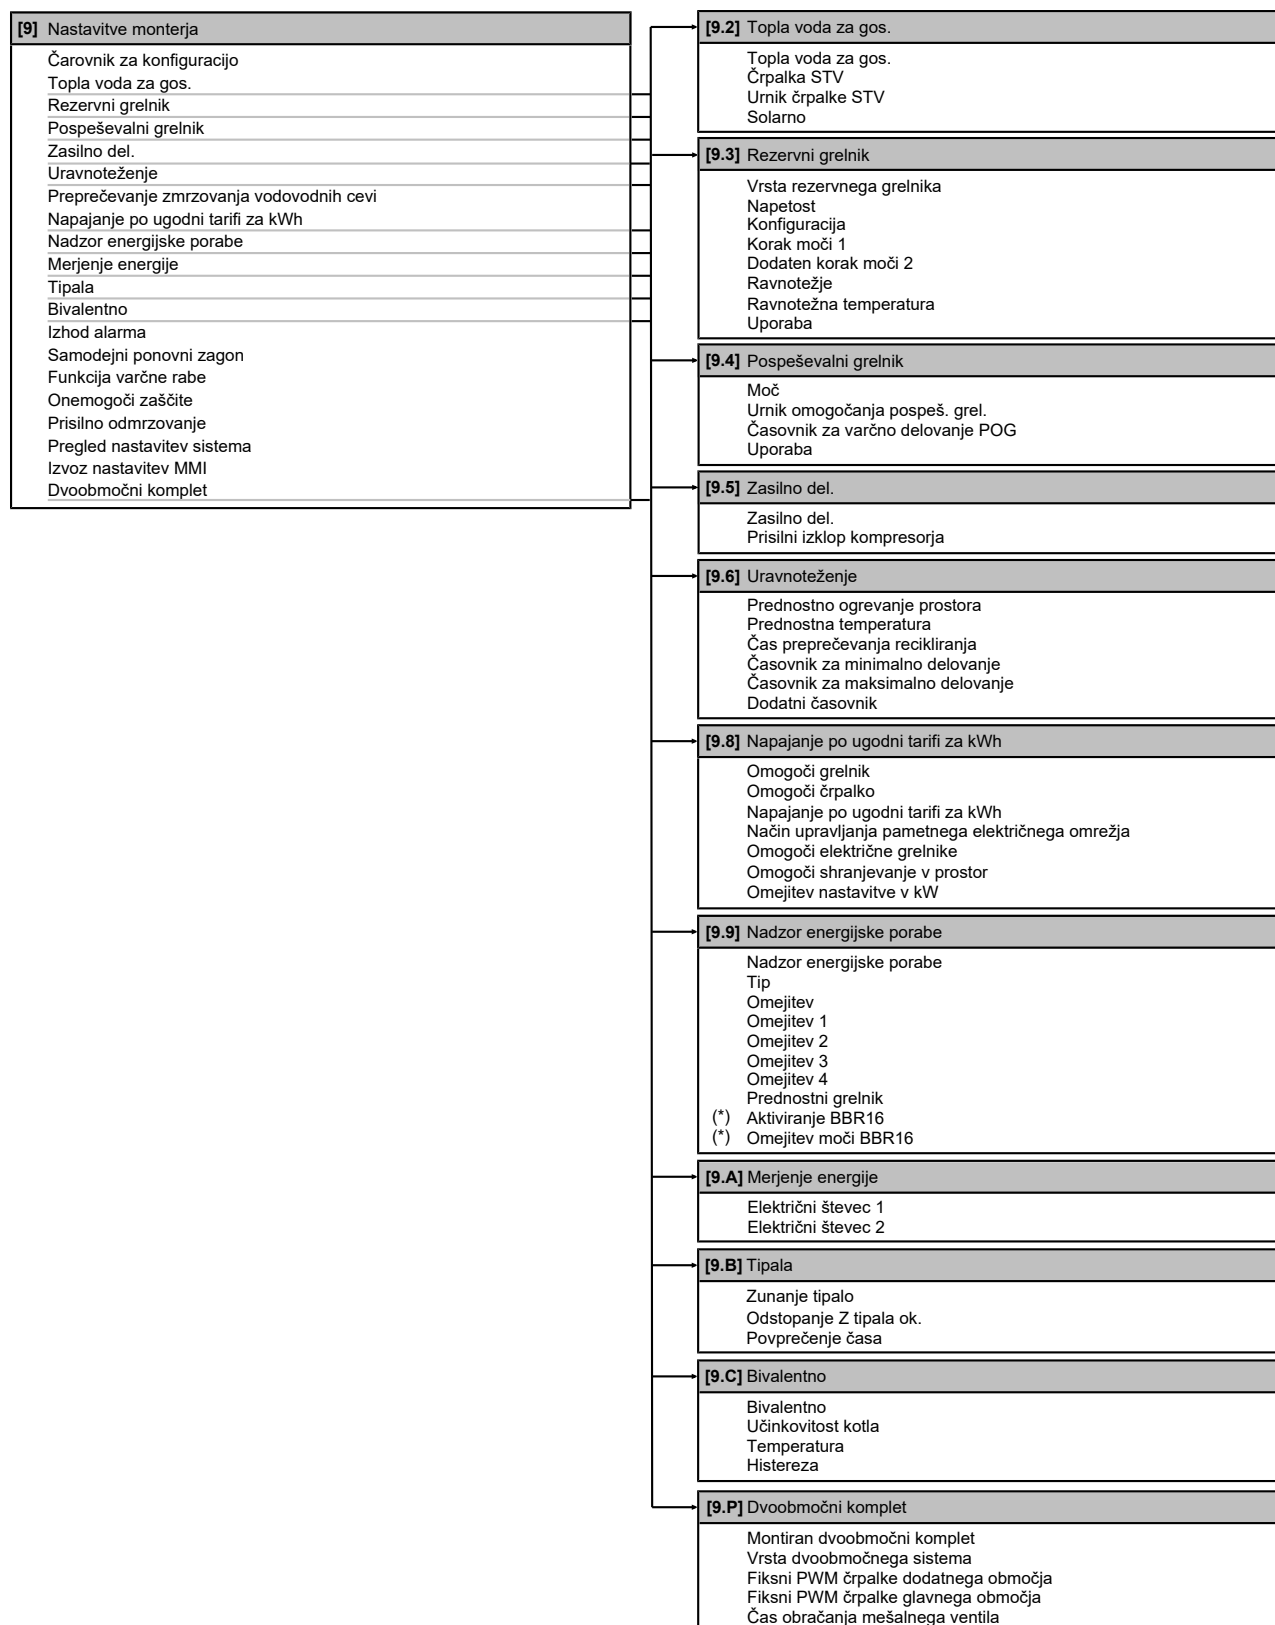 [9] Nastavitve monterja
Čarovnik za konfiguracijo
Topla voda za gos.
Rezervni grelnik
Pospeševalni grelnik
Zasilno del.
Uravnoteženje
Preprečevanje zmrzovanja vodovodnih cevi
Napajanje po ugodni tarifi za kWh
Nadzor energijske porabe
Merjenje energije
Tipala
Bivalentno
Izhod alarma
Samodejni ponovni zagon
Funkcija varčne rabe
Onemogoči zaščite
Prisilno odmrzovanje
Pregled nastavitev sistema
Izvoz nastavitev MMI
Dvoobmočni komplet
[9.2] Topla voda za gos.
Topla voda za gos.
Črpalka STV
Urnik črpalke STV
Solarno
[9.3] Rezervni grelnik
Vrsta rezervnega grelnika
Napetost
Konfiguracija
Korak moči 1
Dodaten korak moči 2
Ravnotežje
Ravnotežna temperatura
Uporaba
[9.4] Pospeševalni grelnik
Moč
Urnik omogočanja pospeš. grel.
Časovnik za varčno delovanje POG
Uporaba
[9.5] Zasilno del.
Zasilno del.
Prisilni izklop kompresorja
[9.6] Uravnoteženje
Prednostno ogrevanje prostora
Prednostna temperatura
Čas preprečevanja recikliranja
Časovnik za minimalno delovanje
Časovnik za maksimalno delovanje
Dodatni časovnik
[9.8] Napajanje po ugodni tarifi za kWh
Omogoči grelnik
Omogoči črpalko
Napajanje po ugodni tarifi za kWh
Način upravljanja pametnega električnega omrežja
Omogoči električne grelnike
Omogoči shranjevanje v prostor
Omejitev nastavitve v kW
[9.9] Nadzor energijske porabe
Nadzor energijske porabe
Tip
Omejitev
Omejitev 1
Omejitev 2
Omejitev 3
Omejitev 4
Prednostni grelnik
(*) Aktiviranje BBR16
(*) Omejitev moči BBR16
[9.A] Merjenje energije
Električni števec 1
Električni števec 2
[9.B] Tipala
Zunanje tipalo
Odstopanje Z tipala ok.
Povprečenje časa
[9.C] Bivalentno
Bivalentno
Učinkovitost kotla
Temperatura
Histereza
[9.P] Dvoobmočni komplet
Montiran dvoobmočni komplet
Vrsta dvoobmočnega sistema
Fiksni PWM črpalke dodatnega območja
Fiksni PWM črpalke glavnega območja
Čas obračanja mešalnega ventila